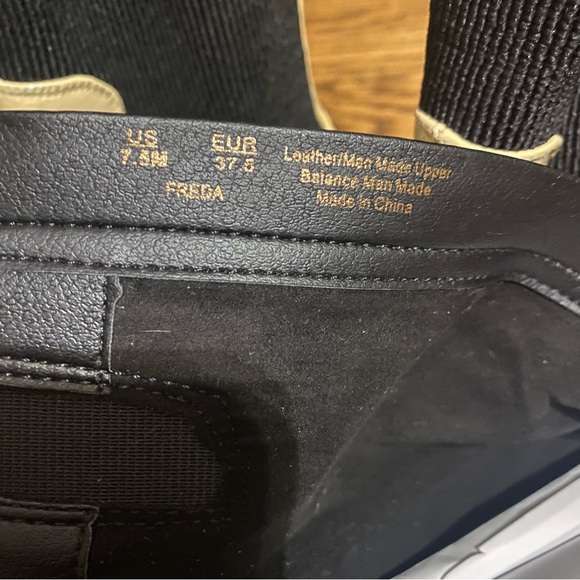 US EUR
7.5M 37.5
FREDA
Leather/Man Made Upper
Balance Man Made
Made in China